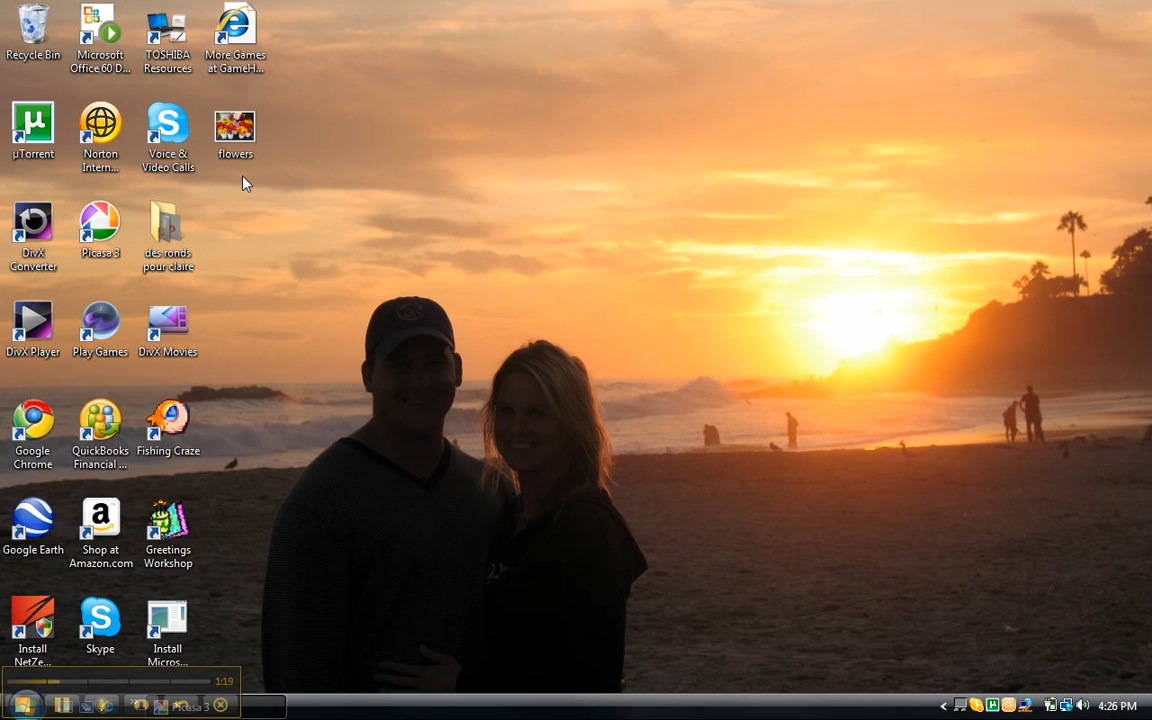 Recycle Bin
Microsoft
Office 60 D...
TOSHIBA
Resources
More Games
at GameH...
µTorrent
Norton
Intern...
Voice &
Video Calls
flowers
DivX
Converter
Picasa 3
des ronds
pour claire
DivX Player
Play Games
DivX Movies
Google
Chrome
QuickBooks
Financial ...
Fishing Craze
Google Earth
Shop at
Amazon.com
Greetings
Workshop
Install
NetZe...
Skype
Install
Micros...
1:19
Picasa 3
4:26 PM